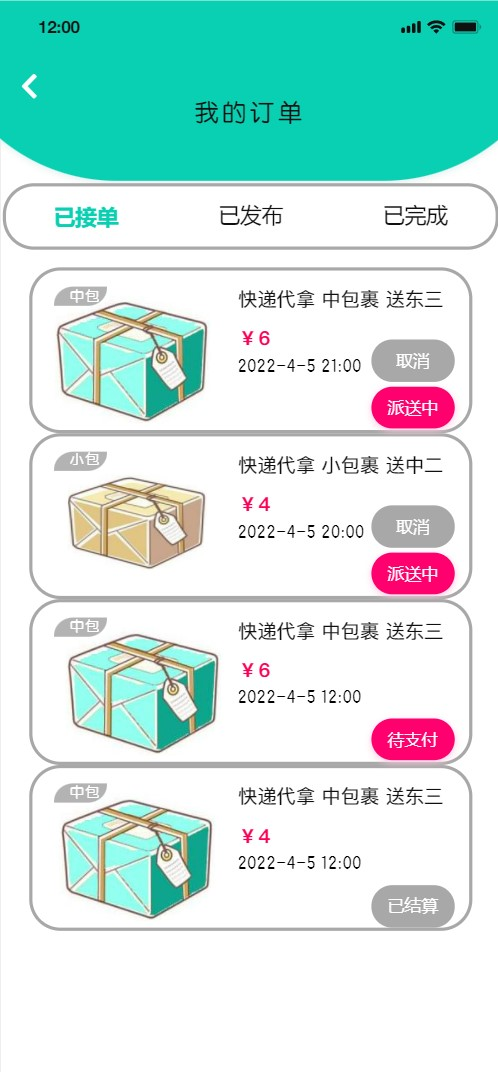 12:00
我的订单
已接单 已发布 已完成
中包
快递代拿 中包裹 送东三
￥6
2022-4-5 21:00
取消
派送中
小包
快递代拿 小包裹 送中二
￥4
2022-4-5 20:00
取消
派送中
中包
快递代拿 中包裹 送东三
￥6
2022-4-5 12:00
待支付
中包
快递代拿 中包裹 送东三
￥4
2022-4-5 12:00
已结算